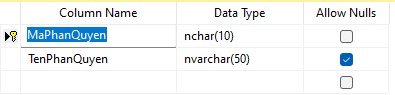 Column Name Data Type Allow Nulls
MaPhanQuyen nchar(10)
TenPhanQuyen nvarchar(50)